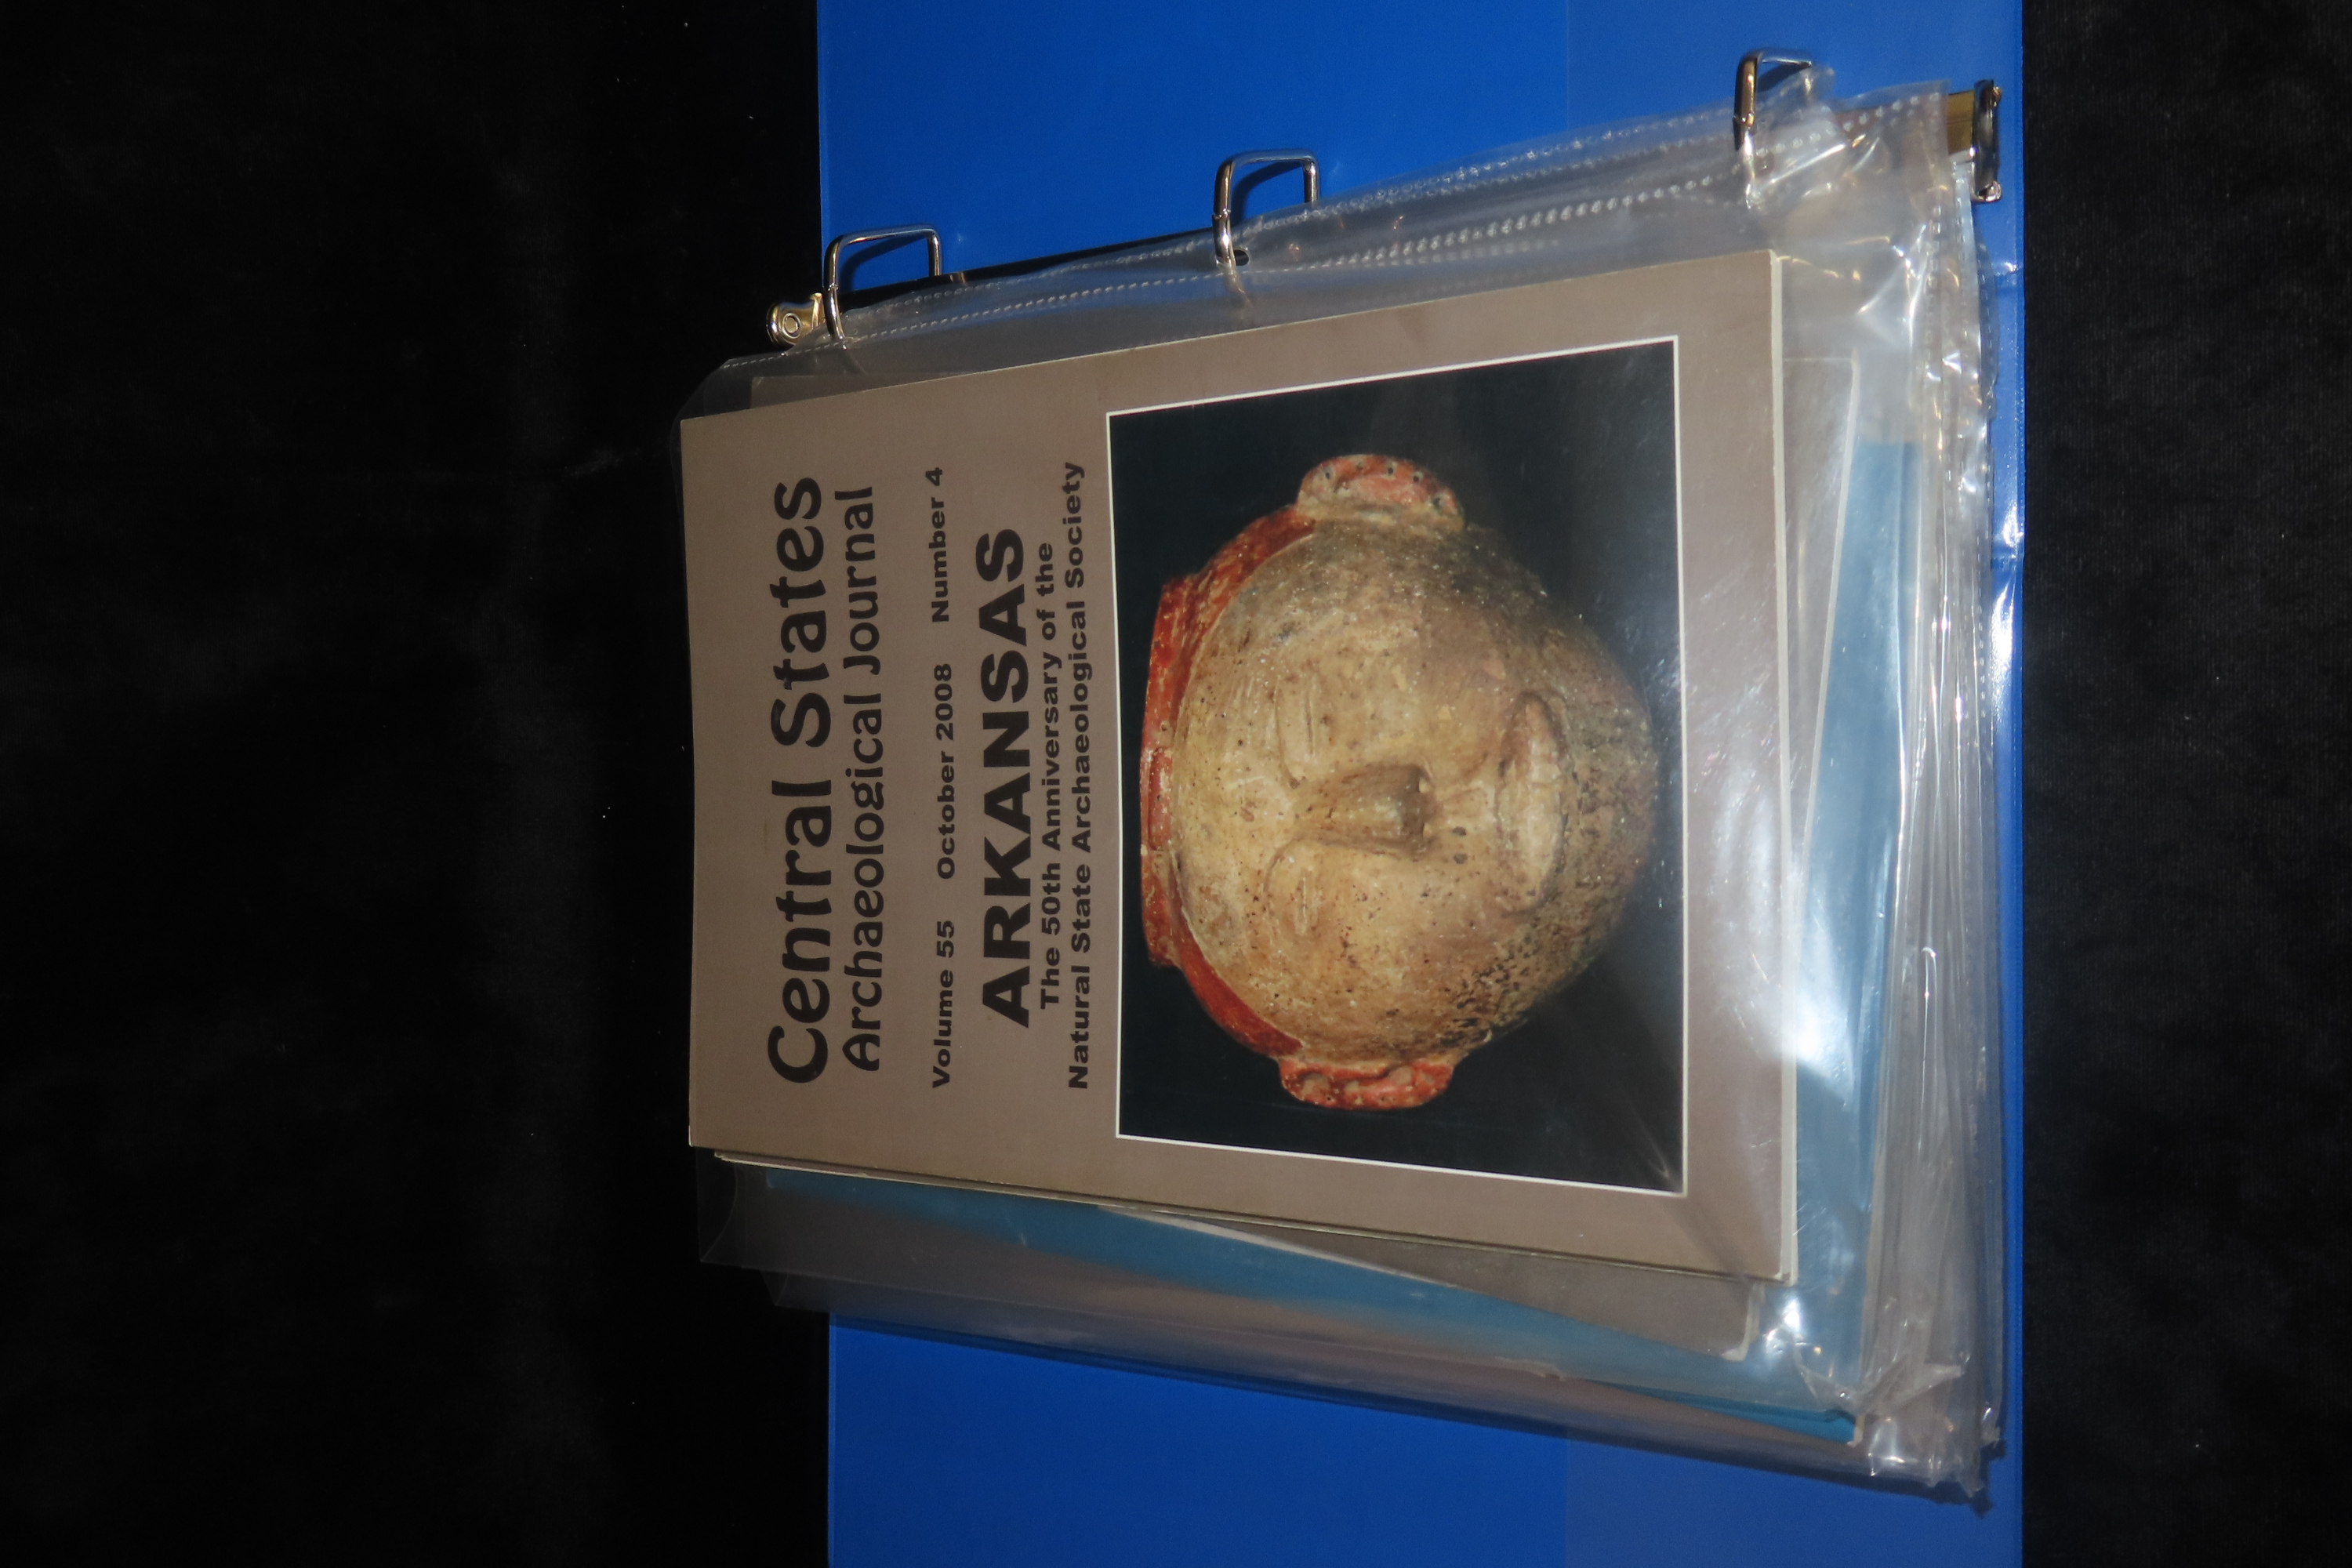 Central States
Archaeological Journal
Volume 55 October 2008 Number 4
ARKANSAS
The 50th Anniversary of the
Natural State Archaeological Society